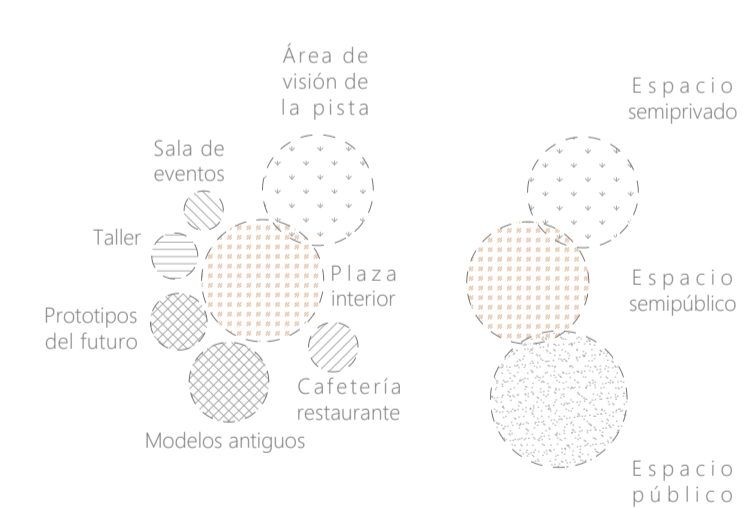 Área de
visión de
la pista
Sala de
eventos
Taller
Prototipos
del futuro
Modelos antiguos
Plaza
interior
Cafetería
restaurante
Espacio
semiprivado
Espacio
semipúblico
Espacio
público